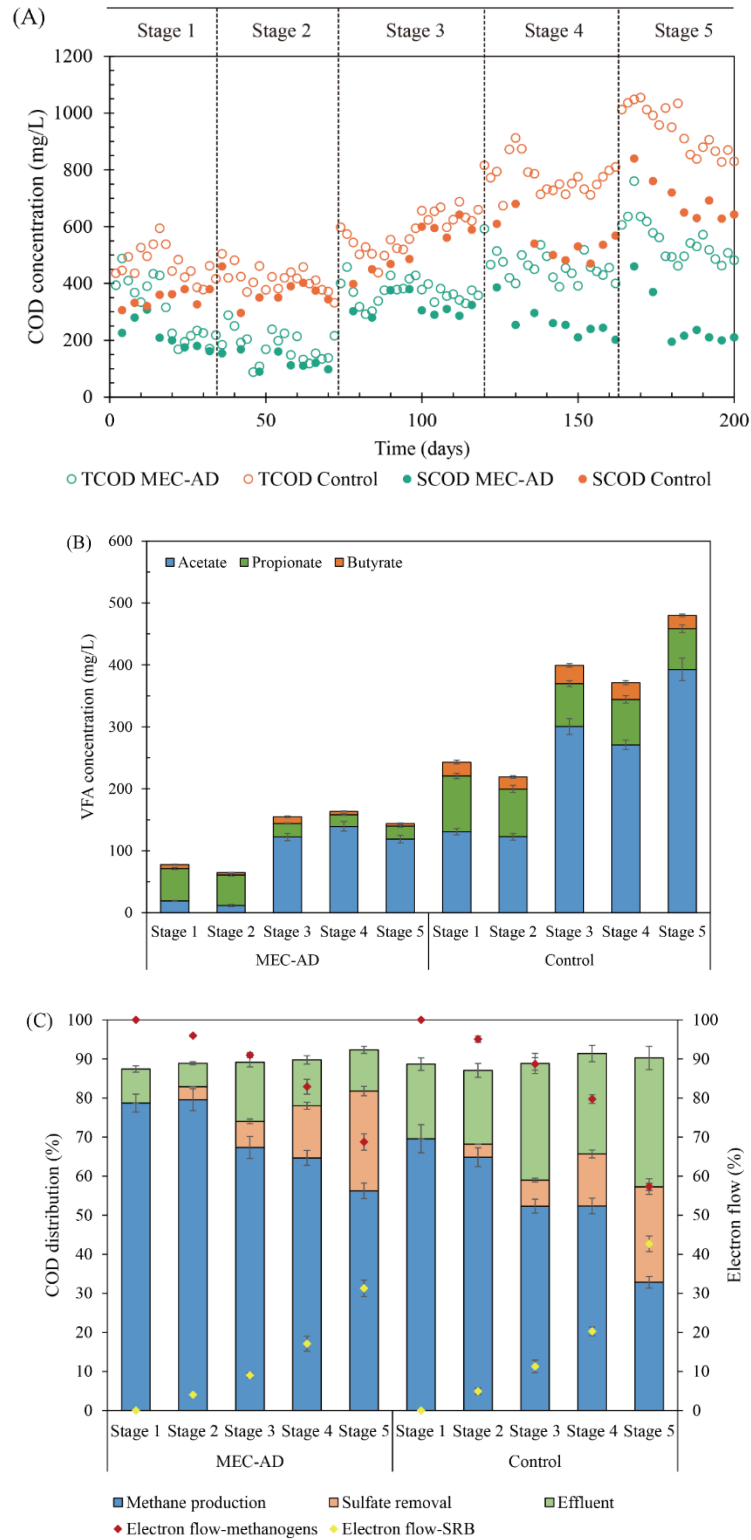 (A)
Stage 1 Stage 2 Stage 3 Stage 4 Stage 5
COD concentration (mg/L)
1200
1000
800
600
400
200
0
0 50 100 150 200
Time (days)
TCOD MEC-AD TCOD Control SCOD MEC-AD SCOD Control
(B)
VFA concentration (mg/L)
600
500
400
300
200
100
0
Acetate Propionate Butyrate
Stage 1 Stage 2 Stage 3 Stage 4 Stage 5 Stage 1 Stage 2 Stage 3 Stage 4 Stage 5
MEC-AD Control
(C)
COD distribution (%)
100 100
90 90
80 80
70 70
60 60
50 50
40 40
30 30
20 20
10 10
0 0
Electron flow (%)
Stage 1 Stage 2 Stage 3 Stage 4 Stage 5 Stage 1 Stage 2 Stage 3 Stage 4 Stage 5
MEC-AD Control
Methane production Sulfate removal Effluent
Electron flow-methanogens Electron flow-SRB